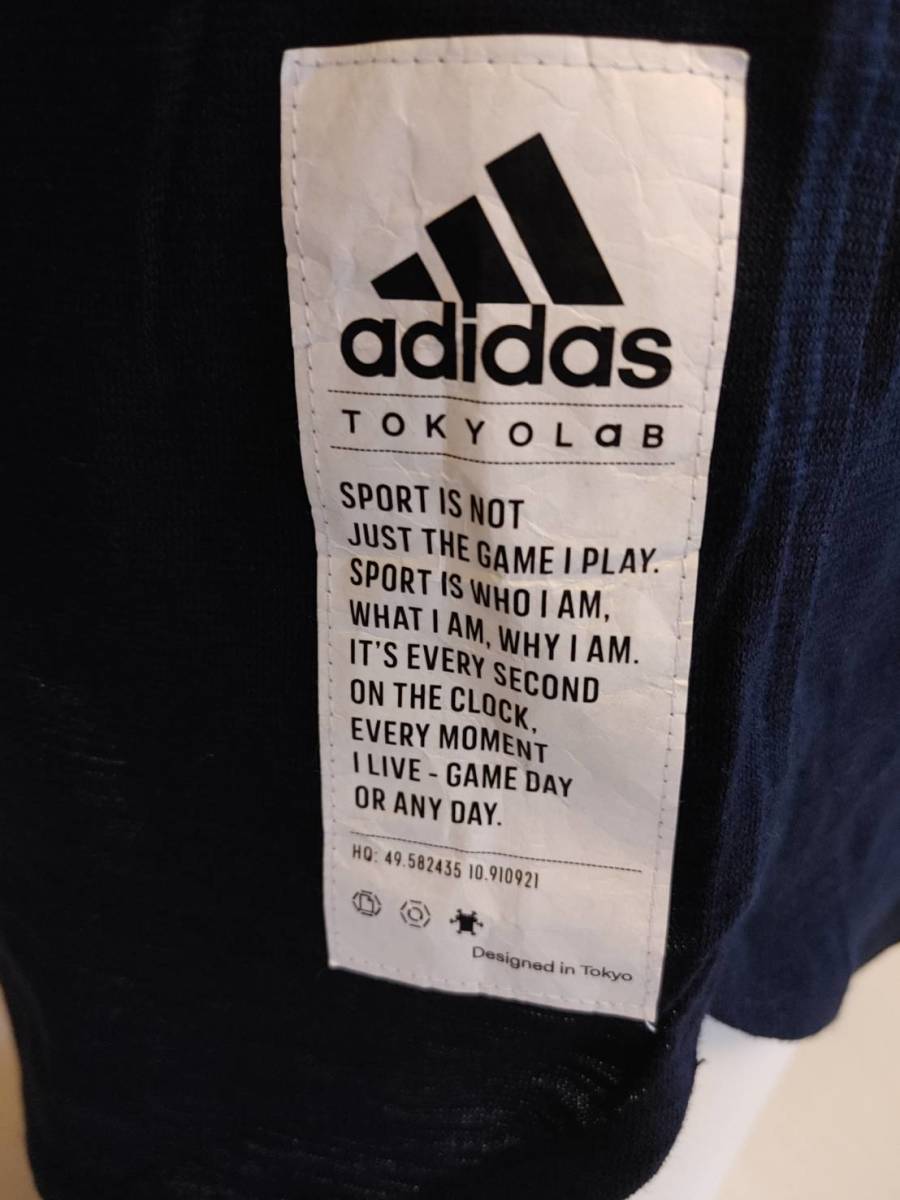 adidas
TOKYOLaB
SPORT IS NOT
JUST THE GAME I PLAY.
SPORT IS WHO I AM,
WHAT I AM, WHY I AM.
IT'S EVERY SECOND
ON THE CLOCK,
EVERY MOMENT
I LIVE - GAME DAY
OR ANY DAY.
HQ: 49.582435 10.910921
Designed in Tokyo